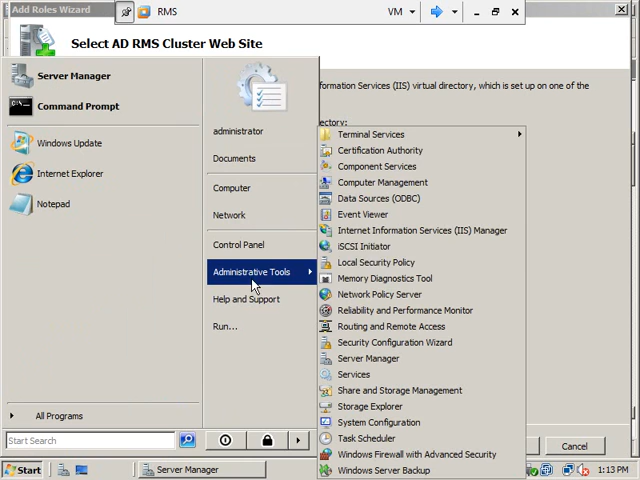 Add Roles Wizard
RMS
VM
Select AD RMS Cluster Web Site
formation Services (IIS) virtual directory, which is set up on one of the
ectory:
Server Manager
Command Prompt
Windows Update
Internet Explorer
Notepad
All Programs
Start Search
administrator
Documents
Computer
Network
Control Panel
Administrative Tools
Help and Support
Run...
Terminal Services
Certification Authority
Component Services
Computer Management
Data Sources (ODBC)
Event Viewer
Internet Information Services (IIS) Manager
iSCSI Initiator
Local Security Policy
Memory Diagnostics Tool
Network Policy Server
Reliability and Performance Monitor
Routing and Remote Access
Security Configuration Wizard
Server Manager
Services
Share and Storage Management
Storage Explorer
System Configuration
Task Scheduler
Windows Firewall with Advanced Security
Windows Server Backup
Cancel
Start
Server Manager
1:13 PM